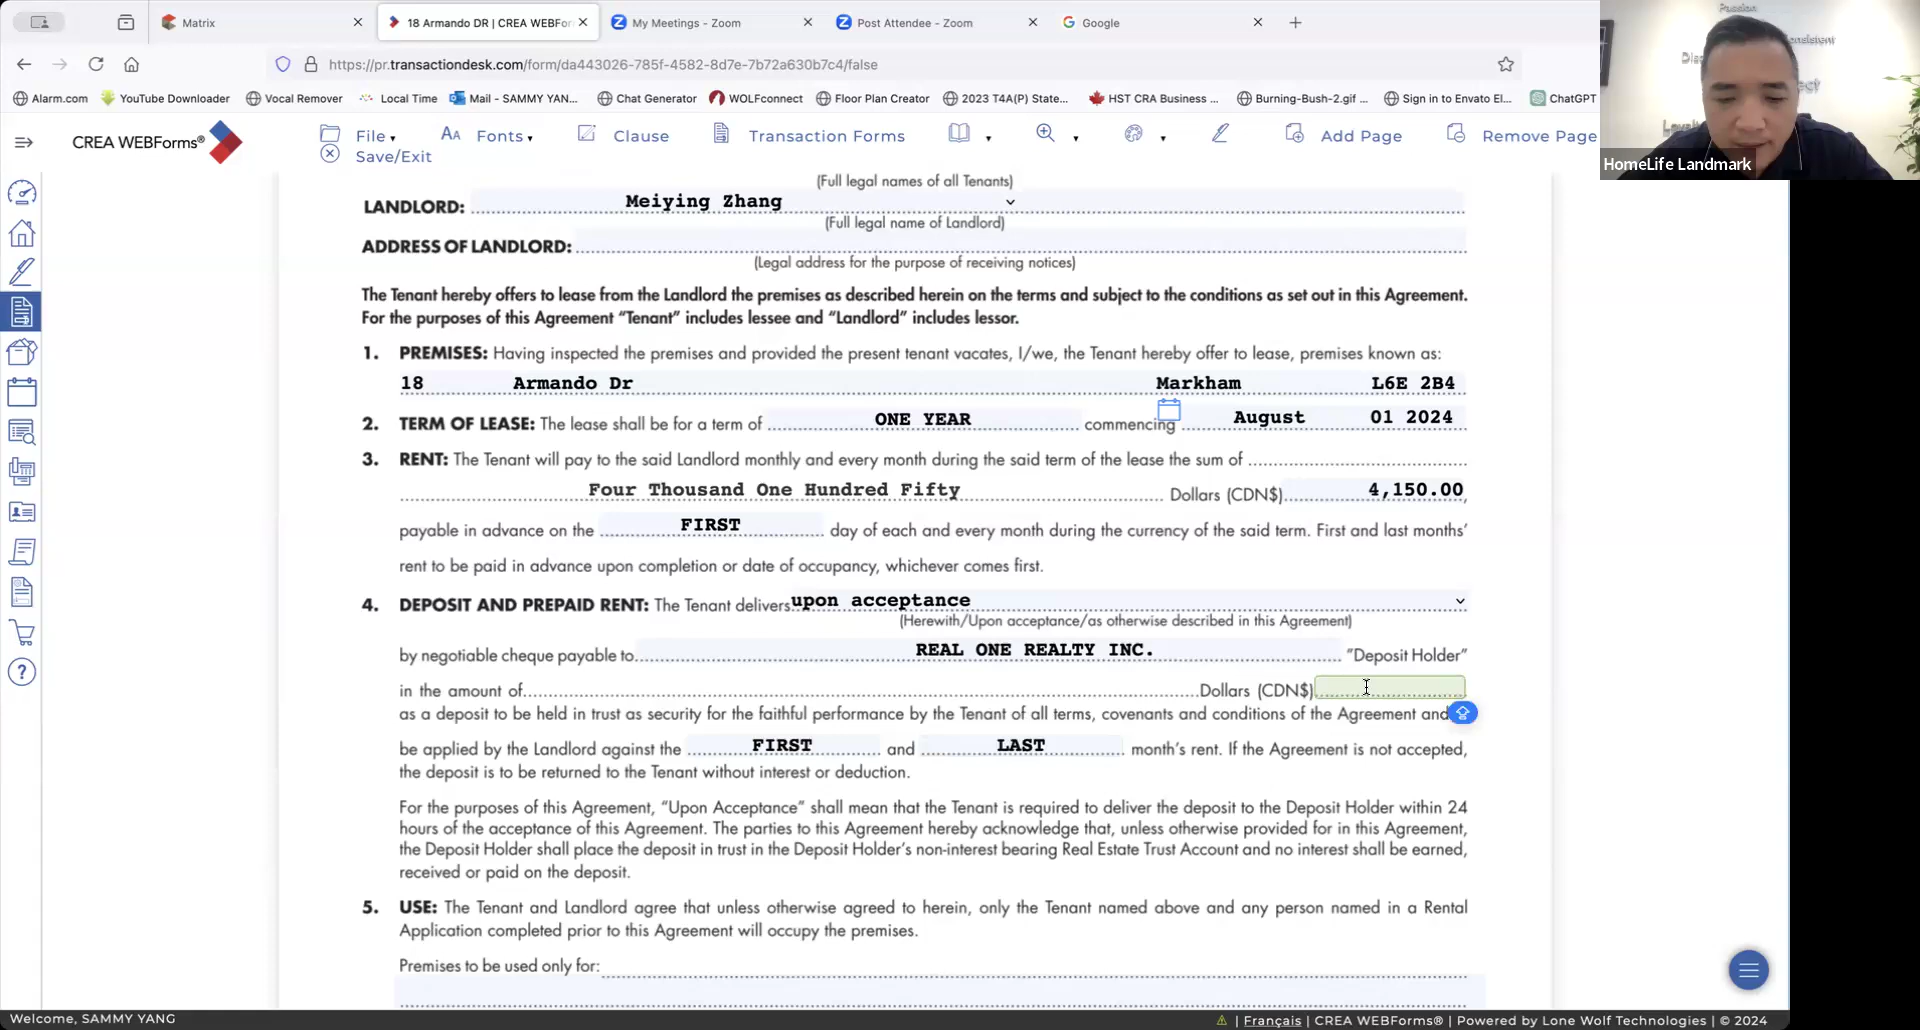 Matrix
18 Armando DR | CREA WEBFor
My Meetings - Zoom
Post Attendee - Zoom
Google
https://pr.transactiondesk.com/form/da443026-785f-4582-8d7e-7b72a630b7c4/false
Alarm.com
YouTube Downloader
Vocal Remover
Local Time
Mail - SAMMY YAN...
Chat Generator
WOLFconnect
Floor Plan Creator
2023 T4A(P) State...
HST CRA Business ...
Burning-Bush-2.gif ...
Sign in to Envato El...
ChatGPT
Passion
HomeLife Landmark
CREA WEBForms®
File
Fonts
Clause
Transaction Forms
Add Page
Remove Page
Save/Exit
(Full legal names of all Tenants)
LANDLORD: Meiying Zhang
(Full legal name of Landlord)
ADDRESS OF LANDLORD:
(Legal address for the purpose of receiving notices)
The Tenant hereby offers to lease from the Landlord the premises as described herein on the terms and subject to the conditions as set out in this Agreement.
For the purposes of this Agreement “Tenant” includes lessee and “Landlord” includes lessor.
1. PREMISES: Having inspected the premises and provided the present tenant vacates, I/we, the Tenant hereby offer to lease, premises known as:
18 Armando Dr Markham L6E 2B4
2. TERM OF LEASE: The lease shall be for a term of ONE YEAR commencing August 01 2024
3. RENT: The Tenant will pay to the said Landlord monthly and every month during the said term of the lease the sum of
Four Thousand One Hundred Fifty Dollars (CDN$) 4,150.00,
payable in advance on the FIRST day of each and every month during the currency of the said term. First and last months’
rent to be paid in advance upon completion or date of occupancy, whichever comes first.
4. DEPOSIT AND PREPAID RENT: The Tenant delivers upon acceptance
(Herewith/Upon acceptance/as otherwise described in this Agreement)
by negotiable cheque payable to REAL ONE REALTY INC. “Deposit Holder”
in the amount of Dollars (CDN$)
as a deposit to be held in trust as security for the faithful performance by the Tenant of all terms, covenants and conditions of the Agreement and
be applied by the Landlord against the FIRST and LAST month’s rent. If the Agreement is not accepted,
the deposit is to be returned to the Tenant without interest or deduction.
For the purposes of this Agreement, “Upon Acceptance” shall mean that the Tenant is required to deliver the deposit to the Deposit Holder within 24
hours of the acceptance of this Agreement. The parties to this Agreement hereby acknowledge that, unless otherwise provided for in this Agreement,
the Deposit Holder shall place the deposit in trust in the Deposit Holder’s non-interest bearing Real Estate Trust Account and no interest shall be earned,
received or paid on the deposit.
5. USE: The Tenant and Landlord agree that unless otherwise agreed to herein, only the Tenant named above and any person named in a Rental
Application completed prior to this Agreement will occupy the premises.
Premises to be used only for:
Welcome, SAMMY YANG
| Français | CREA WEBForms® | Powered by Lone Wolf Technologies | © 2024